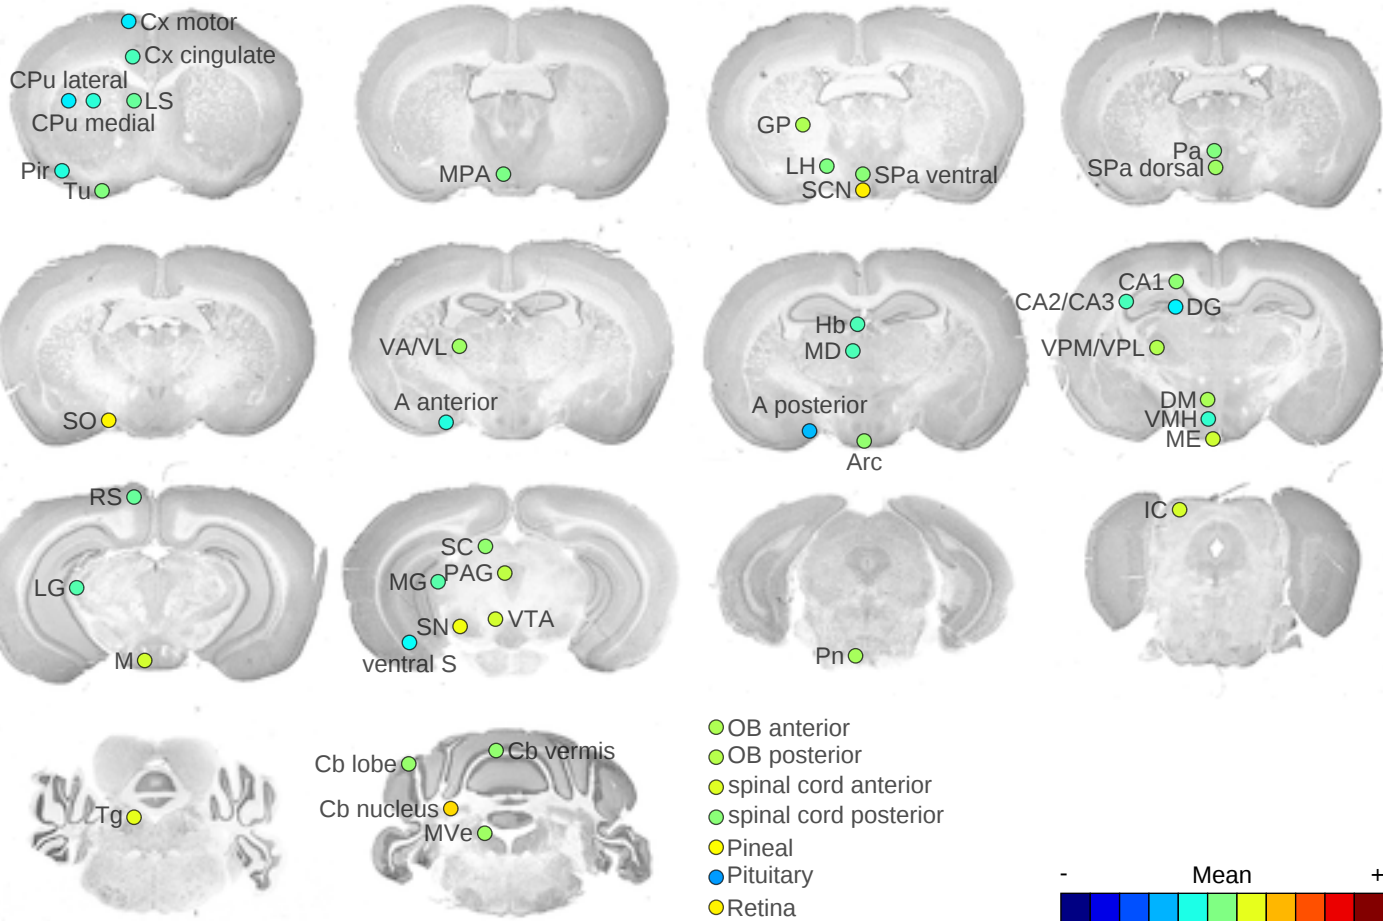 Cx motor
Cx cingulate
CPu lateral
LS
CPu medial
Pir
Tu
MPA
GP
LH
SPa ventral
SCN
Pa
SPa dorsal
SO
VA/VL
A anterior
Hb
MD
A posterior
Arc
CA1
CA2/CA3
DG
VPM/VPL
DM
VMH
ME
RS
LG
M
SC
MG
PAG
SN
VTA
ventral S
Pn
IC
Tg
Cb lobe
Cb vermis
Cb nucleus
MVe
OB anterior
OB posterior
spinal cord anterior
spinal cord posterior
Pineal
Pituitary
Retina
- Mean +